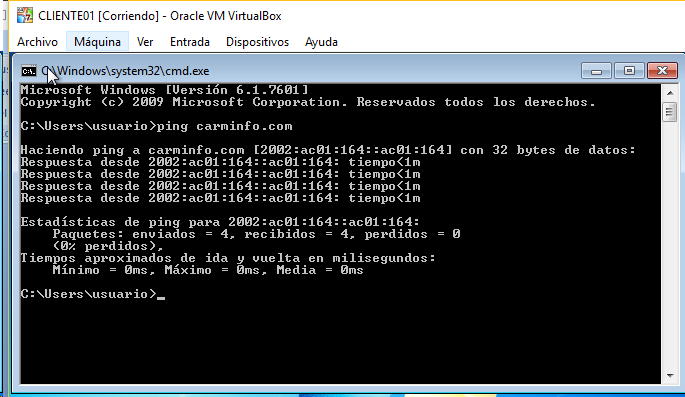 CLIENTE01 [Corriendo] - Oracle VM VirtualBox
Archivo Máquina Ver Entrada Dispositivos Ayuda
C:\Windows\system32\cmd.exe
Microsoft Windows [Versión 6.1.7601]
Copyright (c) 2009 Microsoft Corporation. Reservados todos los derechos.
C:\Users\usuario>ping carminfo.com
Haciendo ping a carminfo.com [2002:ac01:164::ac01:164] con 32 bytes de datos:
Respuesta desde 2002:ac01:164::ac01:164: tiempo<1m
Respuesta desde 2002:ac01:164::ac01:164: tiempo<1m
Respuesta desde 2002:ac01:164::ac01:164: tiempo<1m
Respuesta desde 2002:ac01:164::ac01:164: tiempo<1m
Estadísticas de ping para 2002:ac01:164::ac01:164:
Paquetes: enviados = 4, recibidos = 4, perdidos = 0
(0% perdidos),
Tiempos aproximados de ida y vuelta en milisegundos:
Mínimo = 0ms, Máximo = 0ms, Media = 0ms
C:\Users\usuario>_